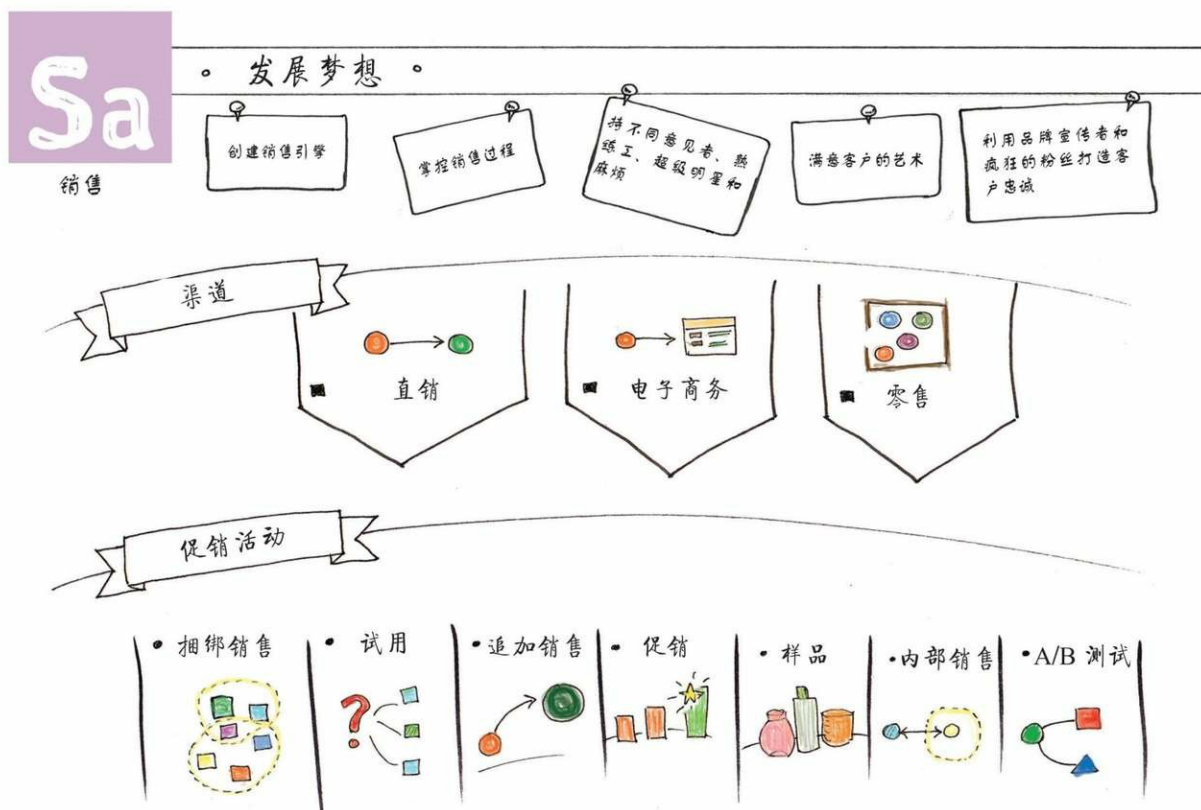 Sa
销售
• 发展梦想 •
创建销售引擎
掌控销售过程
持不同意见者、熟
练工、超级明星和
麻烦
满意客户的艺术
利用品牌宣传者和
疯狂的粉丝打造客
户忠诚
渠道
直销
电子商务
零售
促销活动
• 捆绑销售
• 试用
• 追加销售
• 促销
• 样品
• 内部销售
• A/B 测试